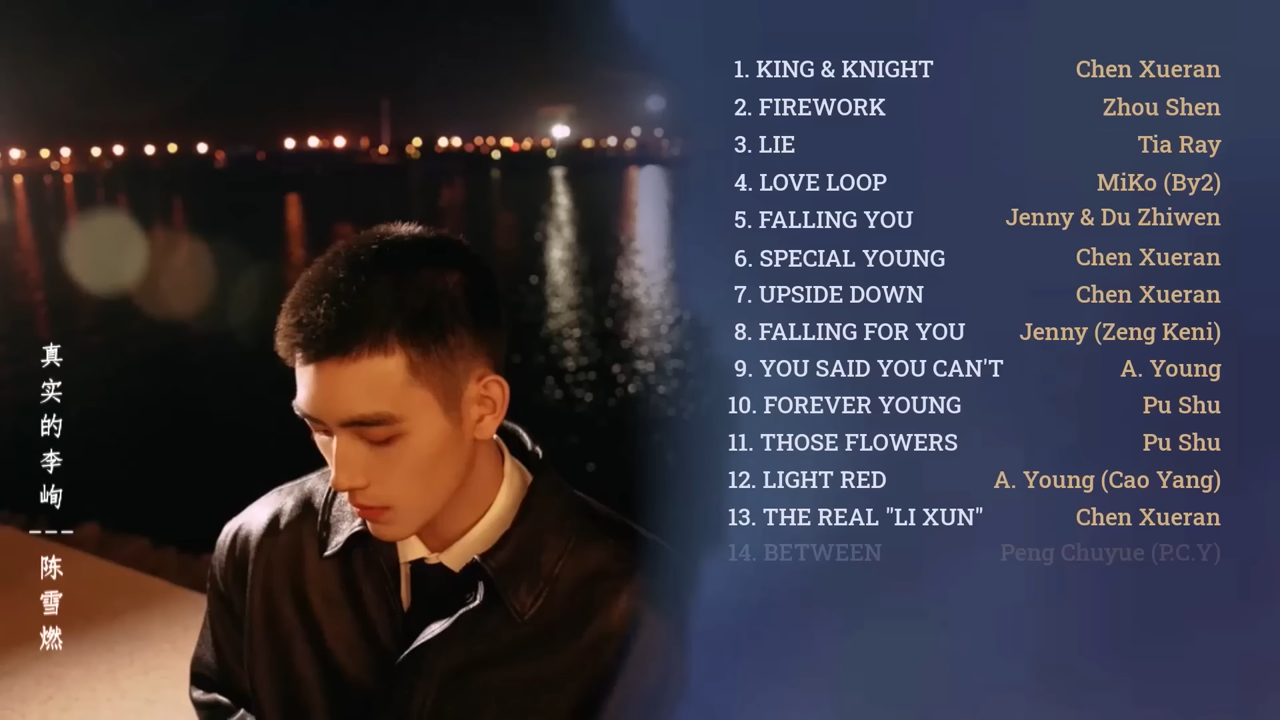 真实的李峋
---
陈雪燃
1. KING & KNIGHT Chen Xueran
2. FIREWORK Zhou Shen
3. LIE Tia Ray
4. LOVE LOOP MiKo (By2)
5. FALLING YOU Jenny & Du Zhiwen
6. SPECIAL YOUNG Chen Xueran
7. UPSIDE DOWN Chen Xueran
8. FALLING FOR YOU Jenny (Zeng Keni)
9. YOU SAID YOU CAN'T A. Young
10. FOREVER YOUNG Pu Shu
11. THOSE FLOWERS Pu Shu
12. LIGHT RED A. Young (Cao Yang)
13. THE REAL "LI XUN" Chen Xueran
14. BETWEEN Peng Chuyue (P.C.Y)